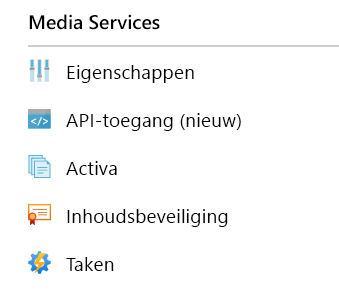 Media Services
Eigenschappen
API-toegang (nieuw)
Activa
Inhoudsbeveiliging
Taken